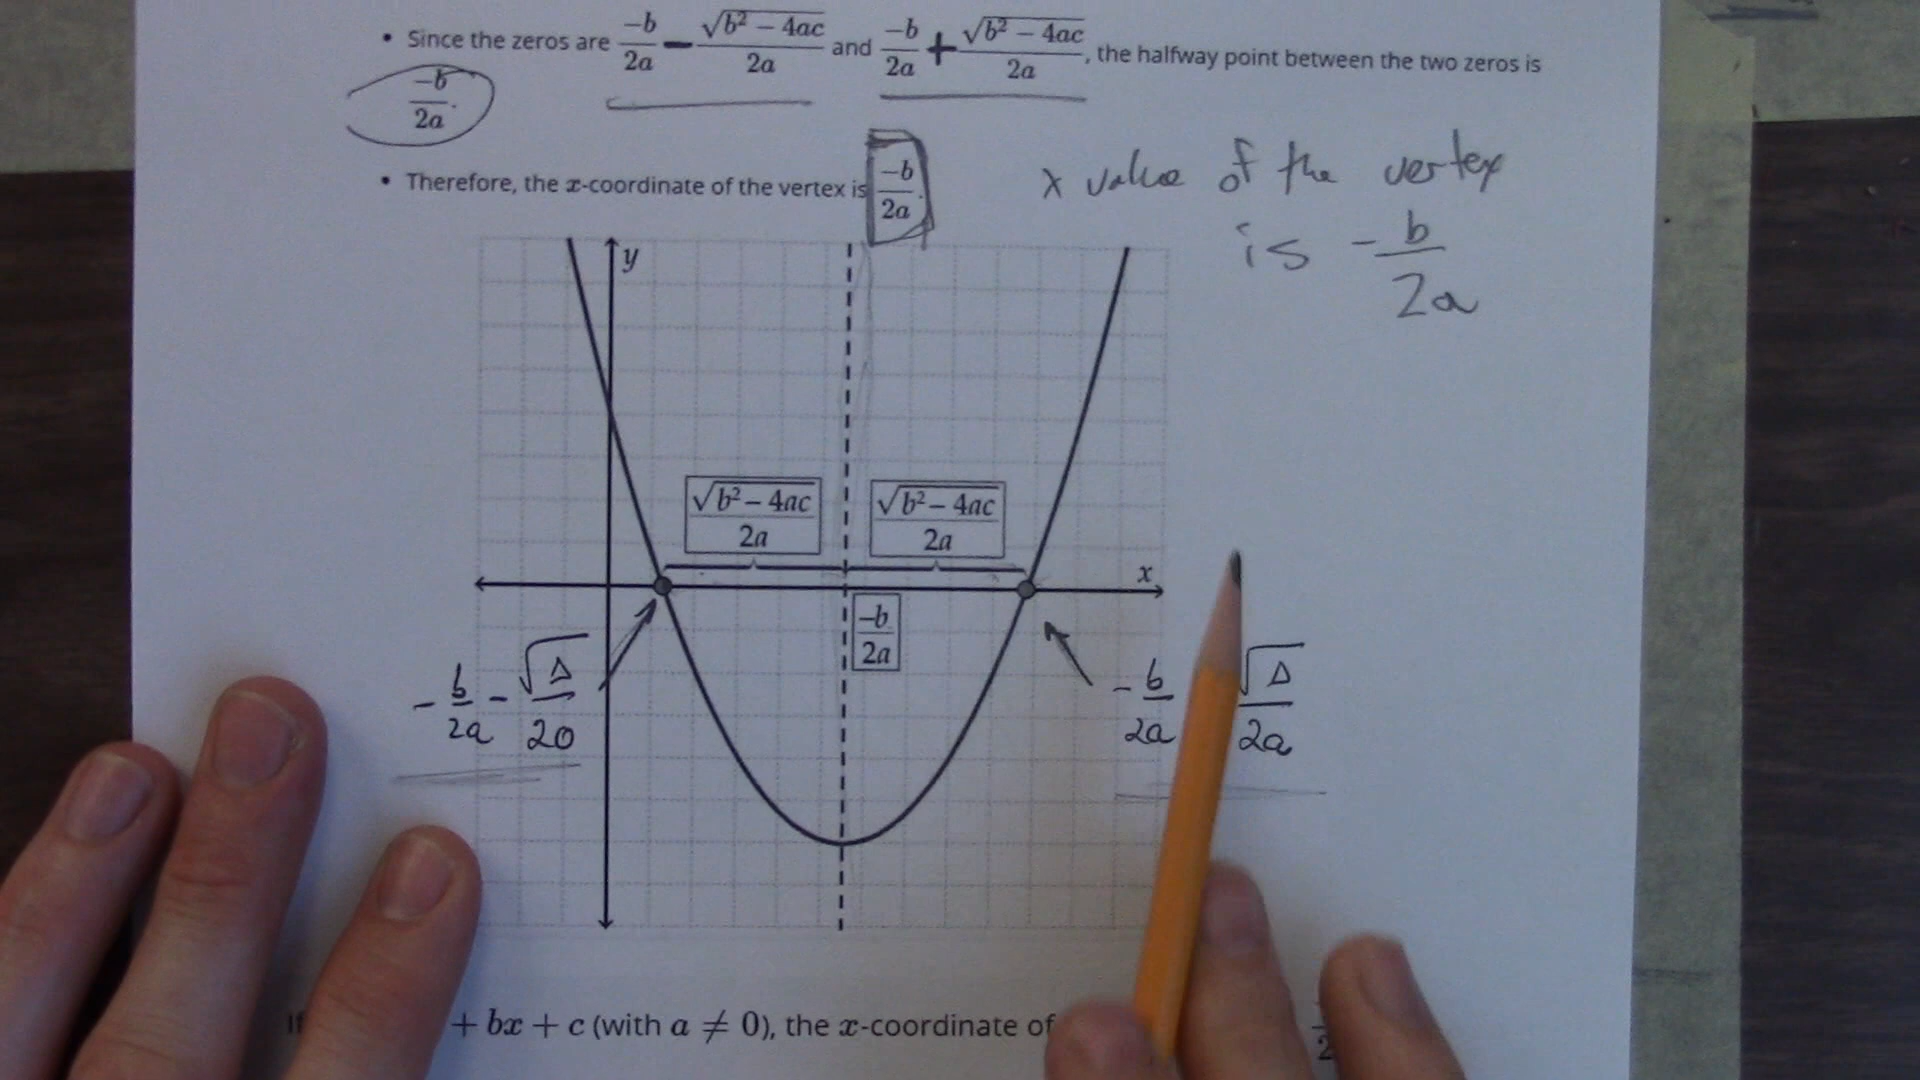 • Since the zeros are −b/2a − √(b² − 4ac)/2a and −b/2a + √(b² − 4ac)/2a, the halfway point between the two zeros is
−b/2a.
• Therefore, the x-coordinate of the vertex is −b/2a.
x value of the vertex
is − b/2a
y
√(b² − 4ac)/2a √(b² − 4ac)/2a
x
−b/2a
− b/2a − √Δ/2a
− b/2a √Δ/2a
If + bx + c (with a ≠ 0), the x-coordinate of